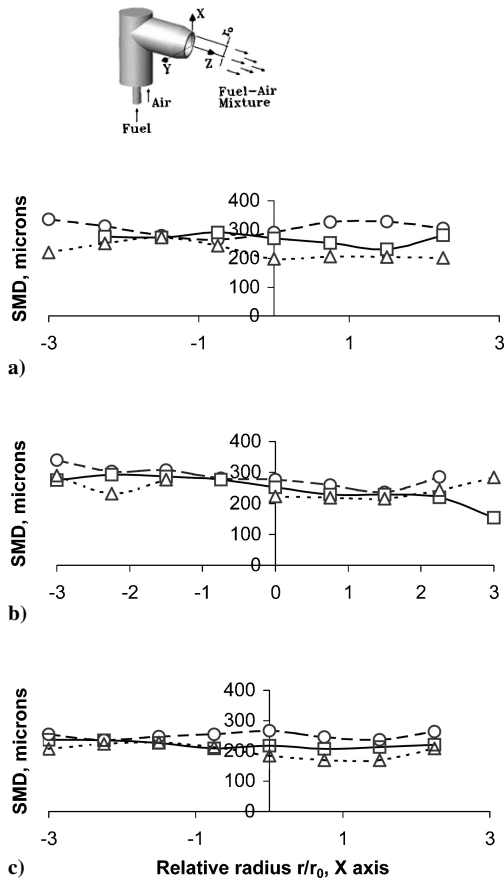 X
r°
Y
Z
Air
Fuel
Fuel–Air
Mixture
SMD, microns
400
300
200
100
0
-3
-1
1
3
a)
SMD, microns
400
300
200
100
0
-3
-2
-1
0
1
2
3
b)
SMD, microns
400
300
200
100
0
-3
-1
1
3
c)
Relative radius r/r₀, X axis